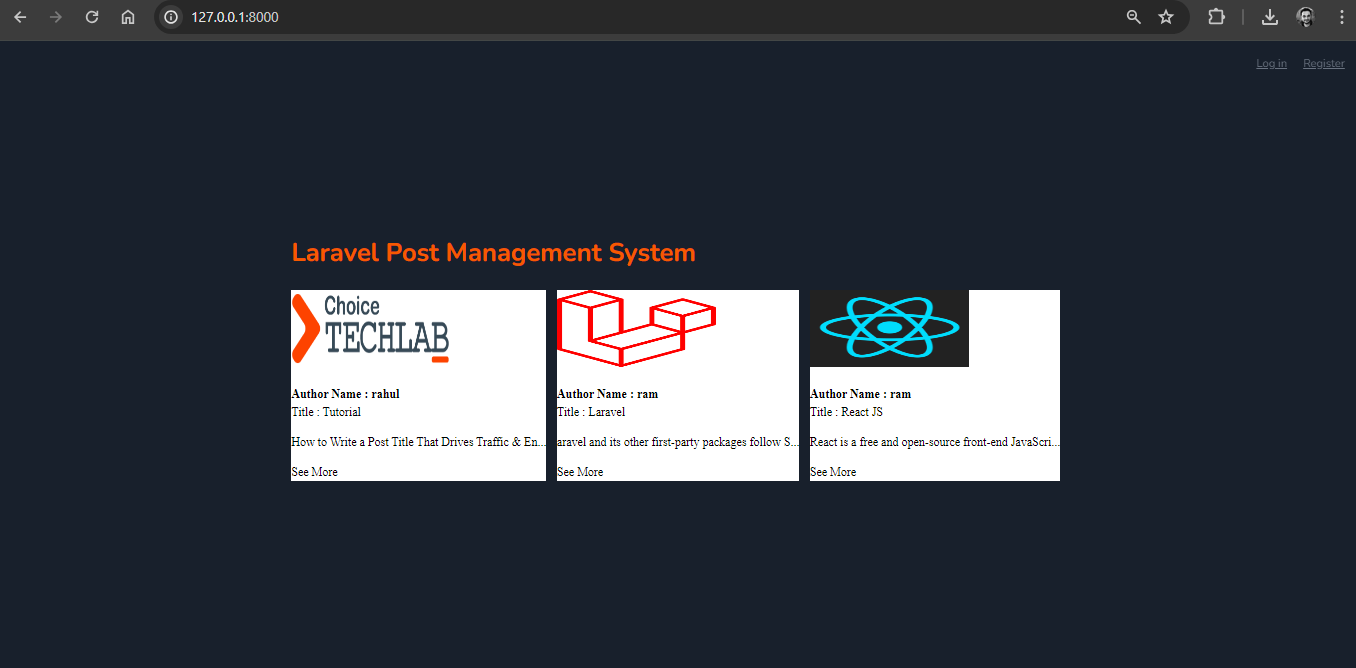 127.0.0.1:8000
Log in Register
Laravel Post Management System
Choice
TECHLAB
Author Name : rahul
Title : Tutorial
How to Write a Post Title That Drives Traffic & En...
See More
Author Name : ram
Title : Laravel
aravel and its other first-party packages follow S...
See More
Author Name : ram
Title : React JS
React is a free and open-source front-end JavaScri...
See More